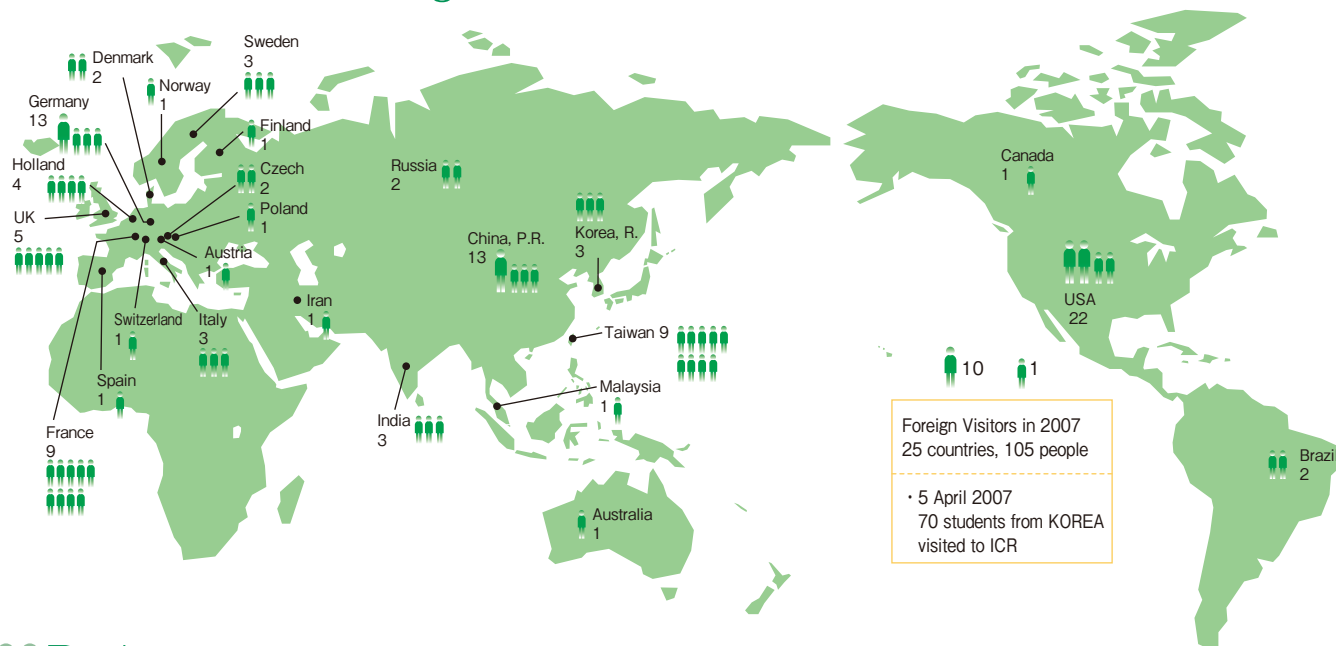 Sweden
3
Denmark
2
Norway
1
Germany
13
Finland
1
Holland
4
Czech
2
UK
5
Poland
1
Austria
1
Switzerland
1
Italy
3
Spain
1
France
9
Iran
1
Russia
2
China, P.R.
13
Korea, R.
3
Taiwan 9
Malaysia
1
India
3
Australia
1
Canada
1
USA
22
Brazil
2
10
1
Foreign Visitors in 2007
25 countries, 105 people
・5 April 2007
70 students from KOREA
visited to ICR